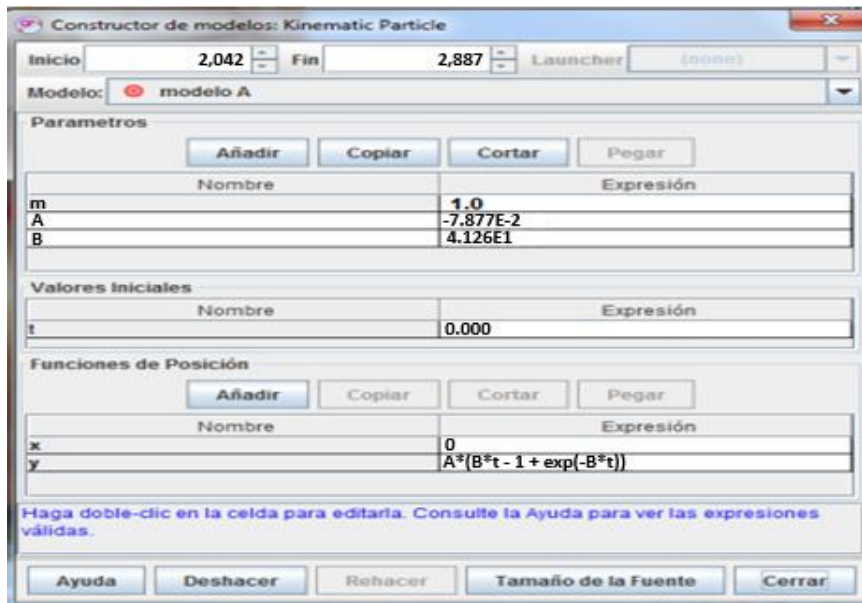 Constructor de modelos: Kinematic Particle
Inicio 2,042 Fin 2,887 Launcher (none)
Modelo: modelo A
Parametros
Añadir Copiar Cortar Pegar
Nombre Expresión
m 1.0
A -7.877E-2
B 4.126E1
Valores Iniciales
Nombre Expresión
t 0.000
Funciones de Posición
Añadir Copiar Cortar Pegar
Nombre Expresión
x 0
y A*(B*t - 1 + exp(-B*t))
Haga doble-clic en la celda para editarla. Consulte la Ayuda para ver las expresiones
válidas.
Ayuda Deshacer Rehacer Tamaño de la Fuente Cerrar